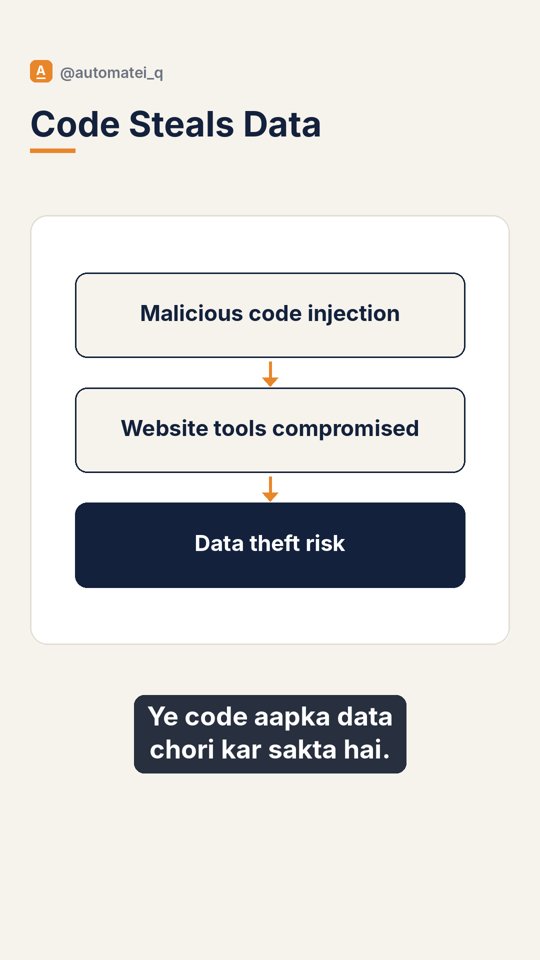 A @automatei_q
Code Steals Data
Malicious code injection
Website tools compromised
Data theft risk
Ye code aapka data
chori kar sakta hai.